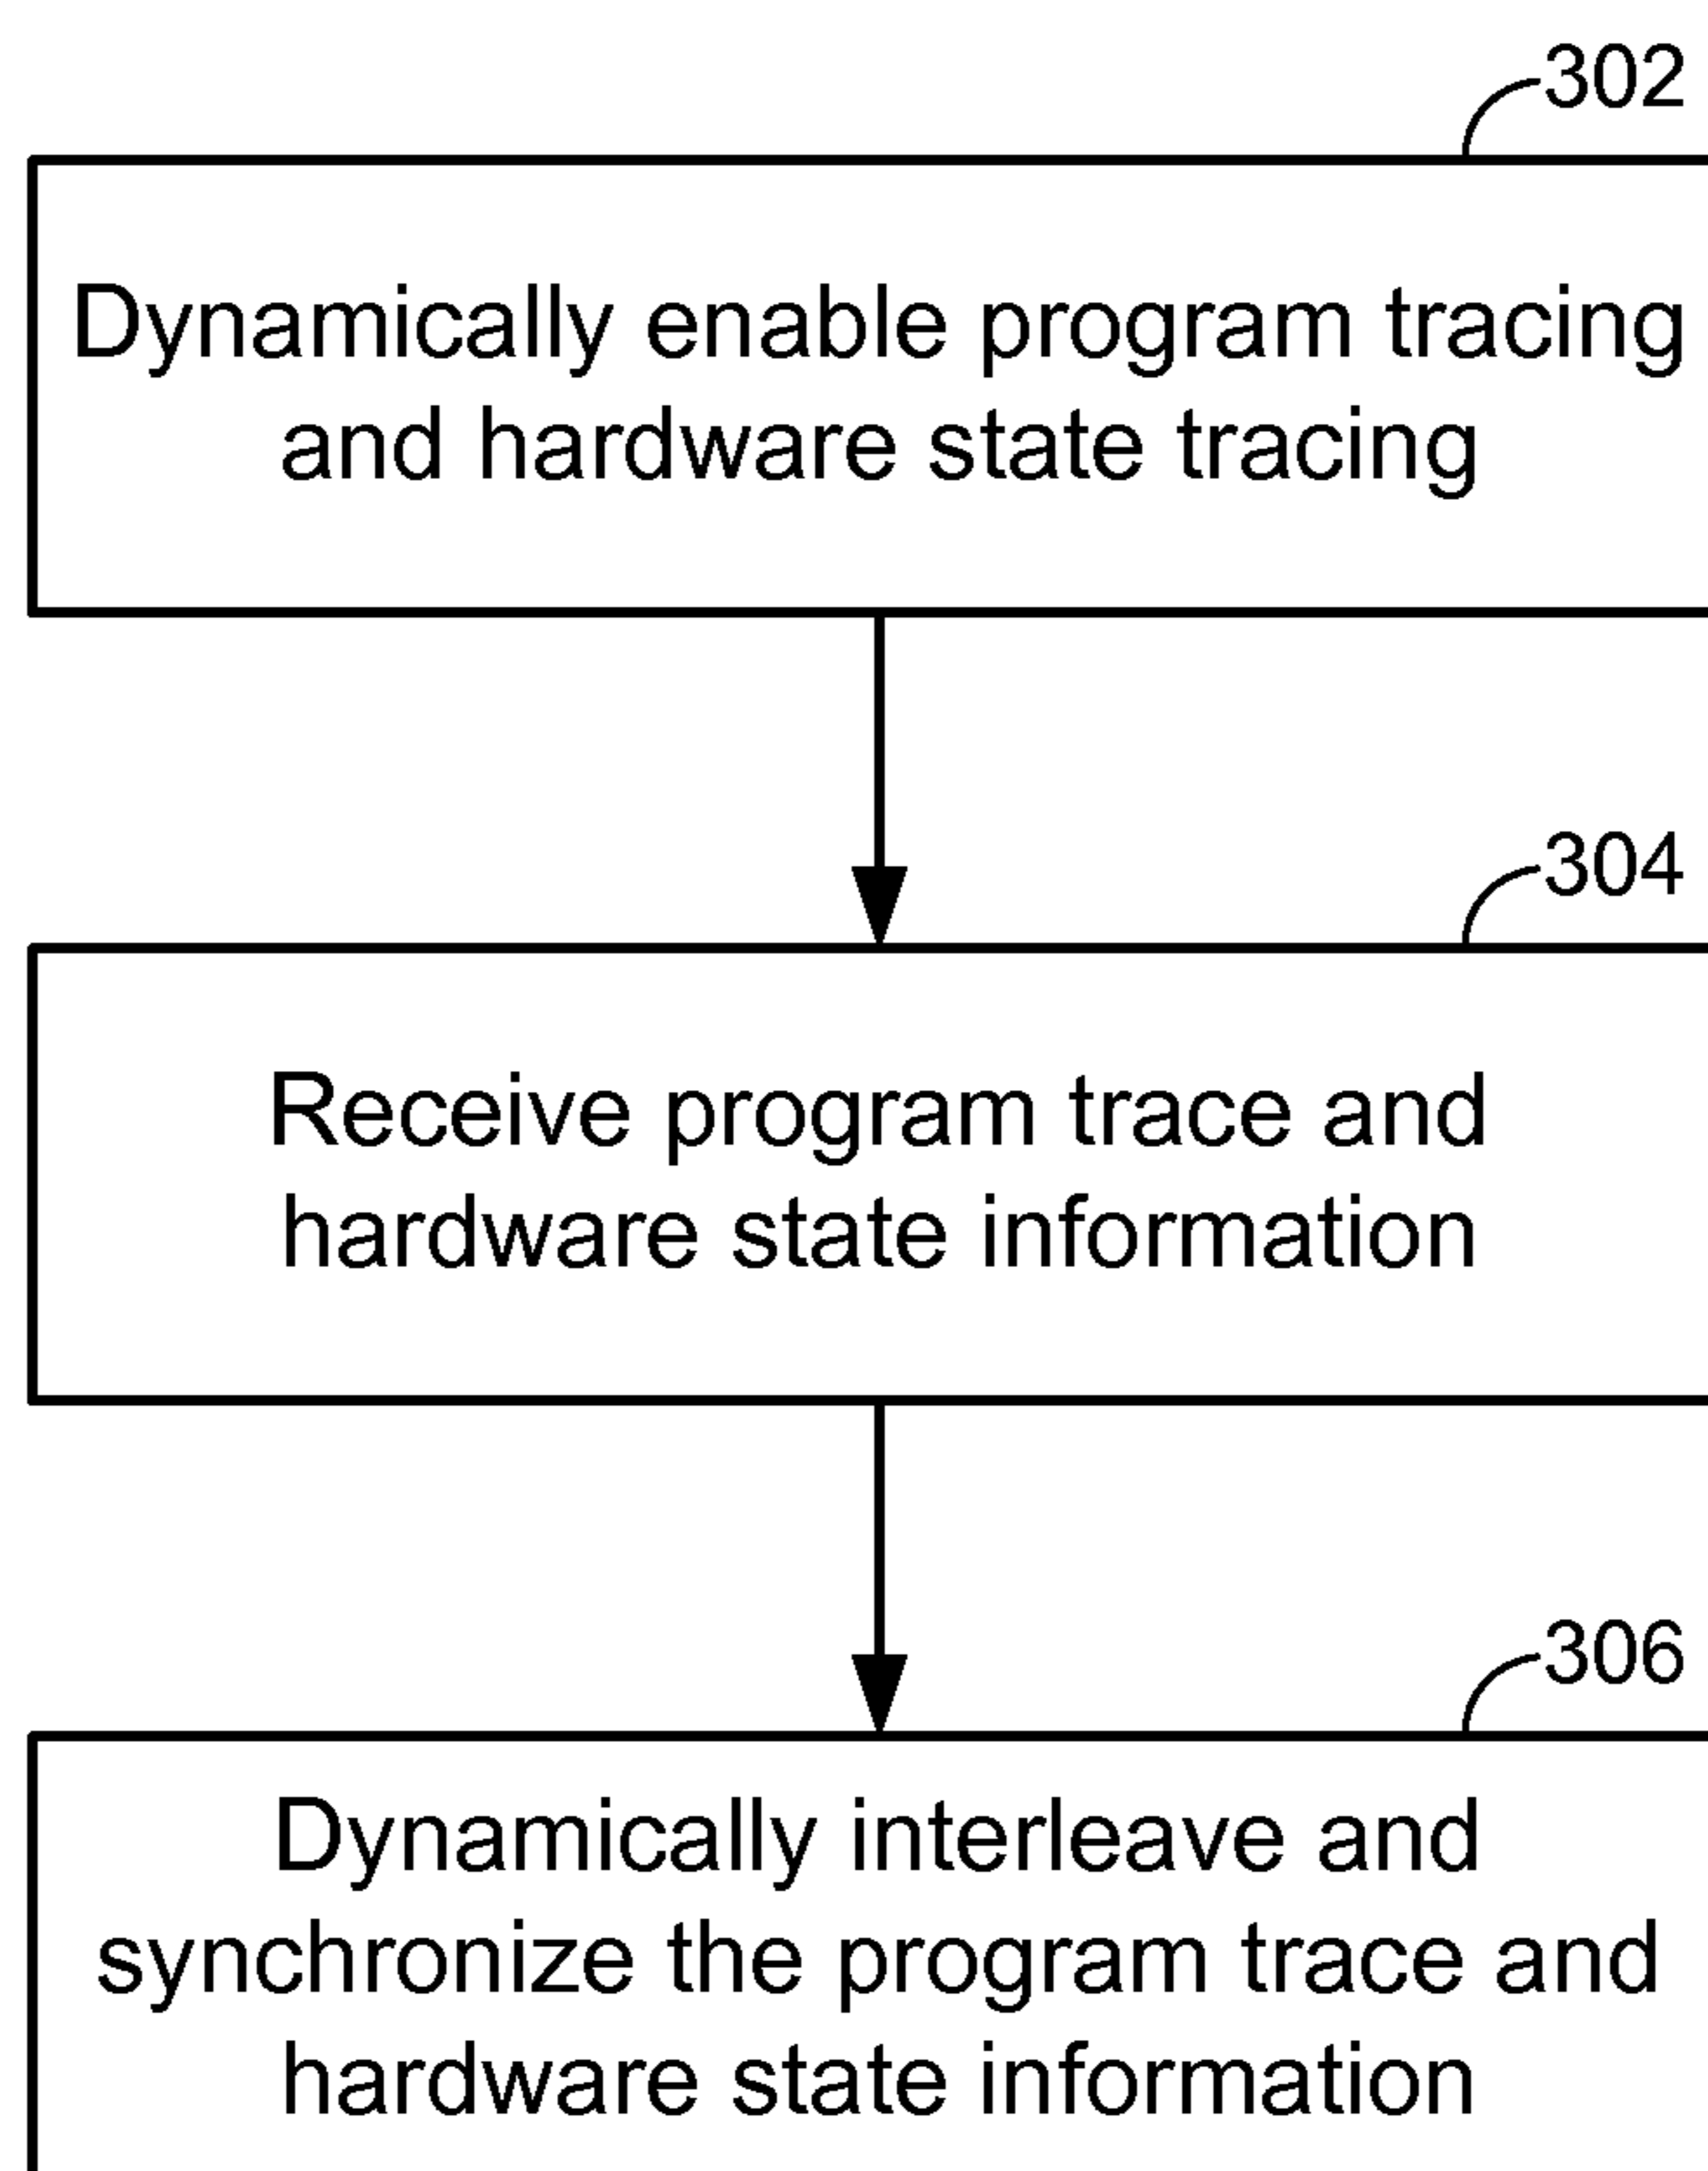 302
Dynamically enable program tracing
and hardware state tracing
304
Receive program trace and
hardware state information
306
Dynamically interleave and
synchronize the program trace and
hardware state information